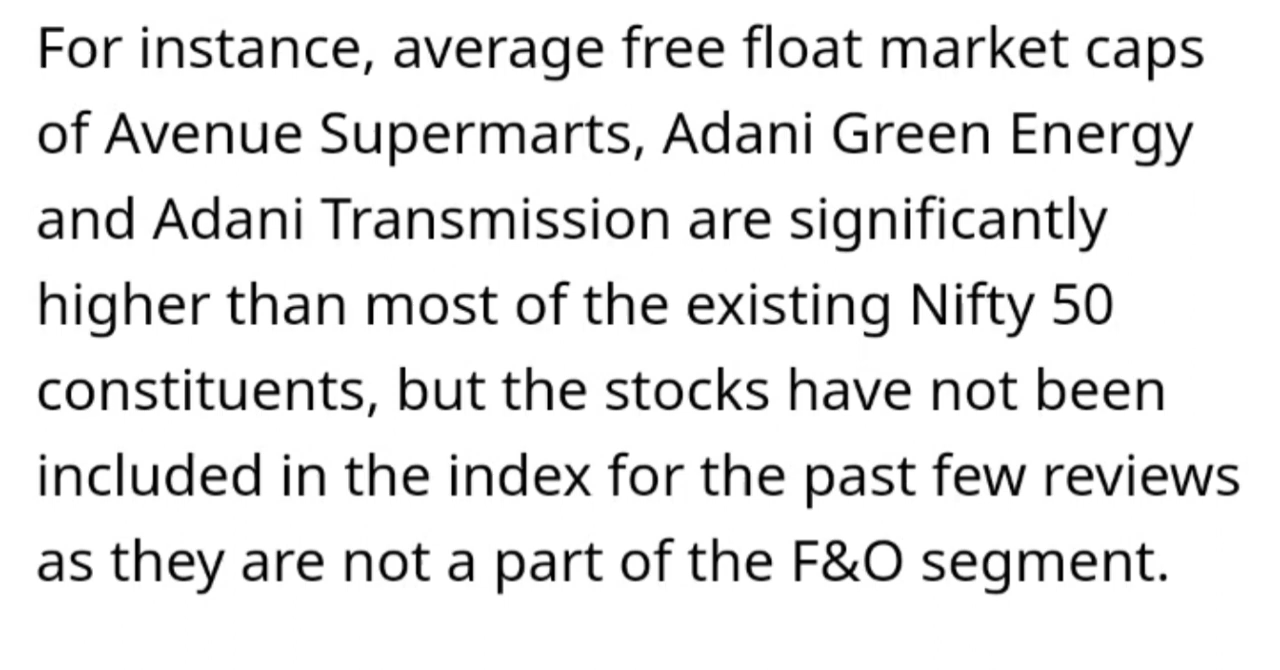 For instance, average free float market caps
of Avenue Supermarts, Adani Green Energy
and Adani Transmission are significantly
higher than most of the existing Nifty 50
constituents, but the stocks have not been
included in the index for the past few reviews
as they are not a part of the F&O segment.